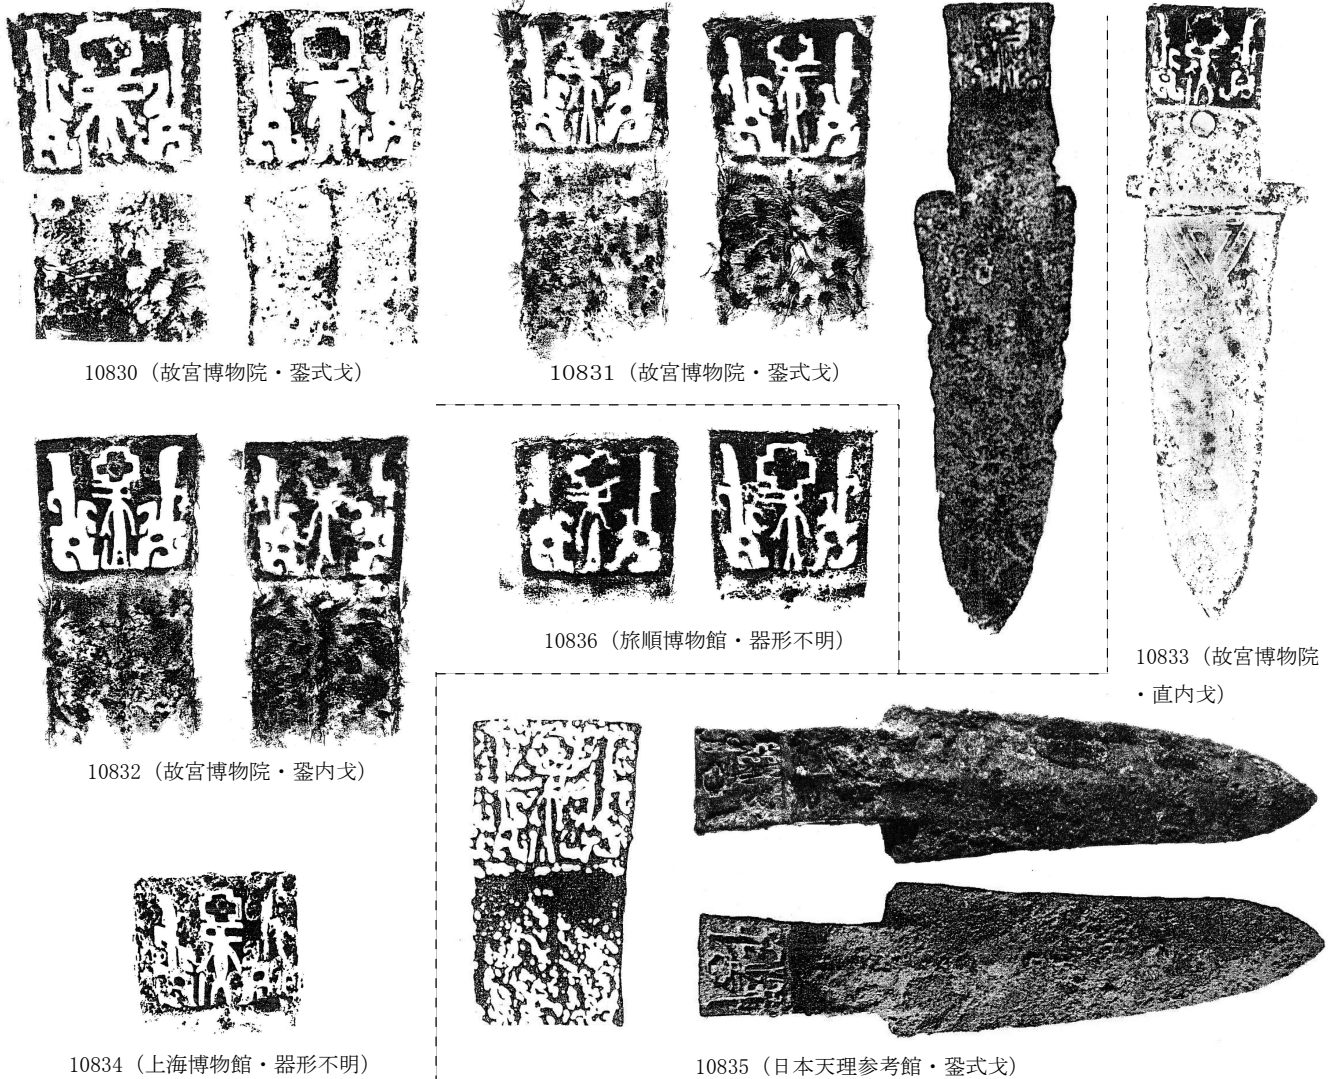 10830（故宮博物院・銎式戈）
10831（故宮博物院・銎式戈）
10836（旅順博物館・器形不明）
10833（故宮博物院
・直内戈）
10832（故宮博物院・銎内戈）
10834（上海博物館・器形不明）
10835（日本天理参考館・銎式戈）